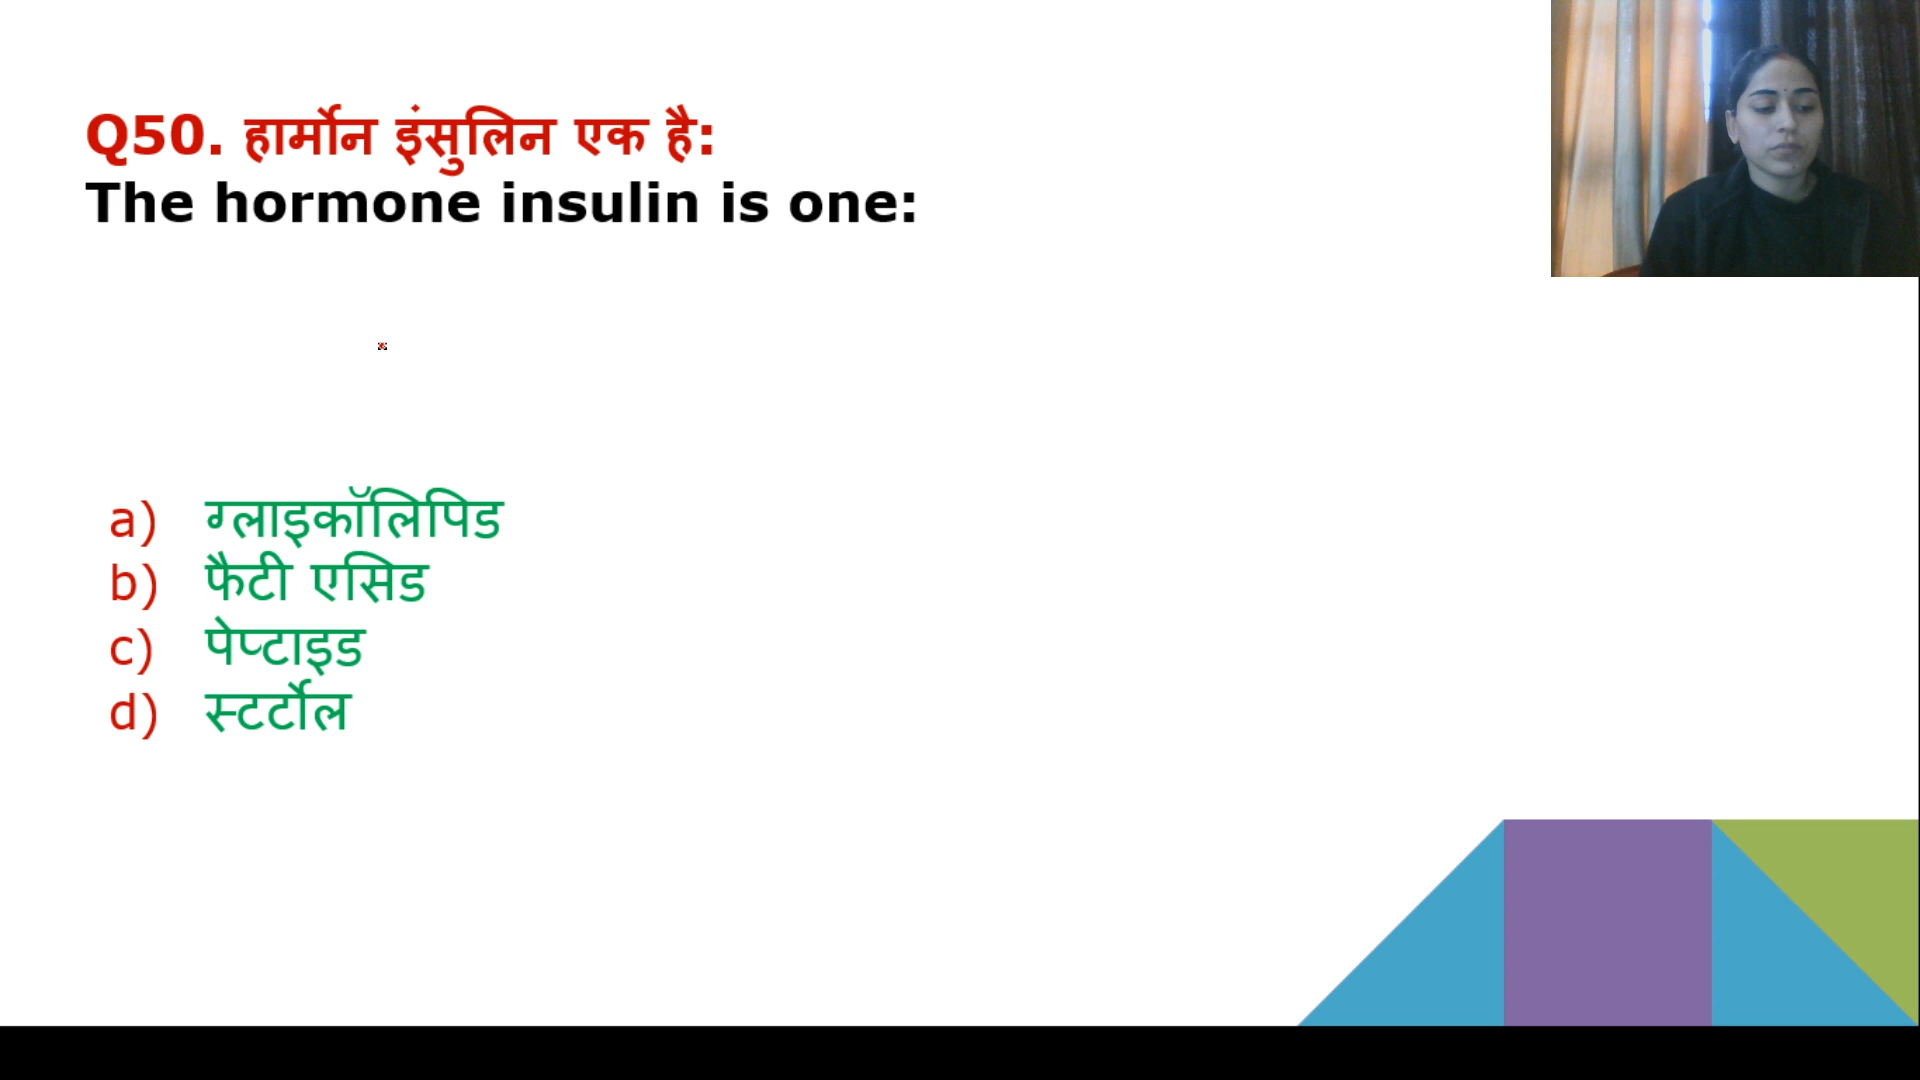 Q50. हार्मोन इंसुलिन एक है:
The hormone insulin is one:
a) ग्लाइकॉलिपिड
b) फैटी एसिड
c) पेप्टाइड
d) स्टर्टोल